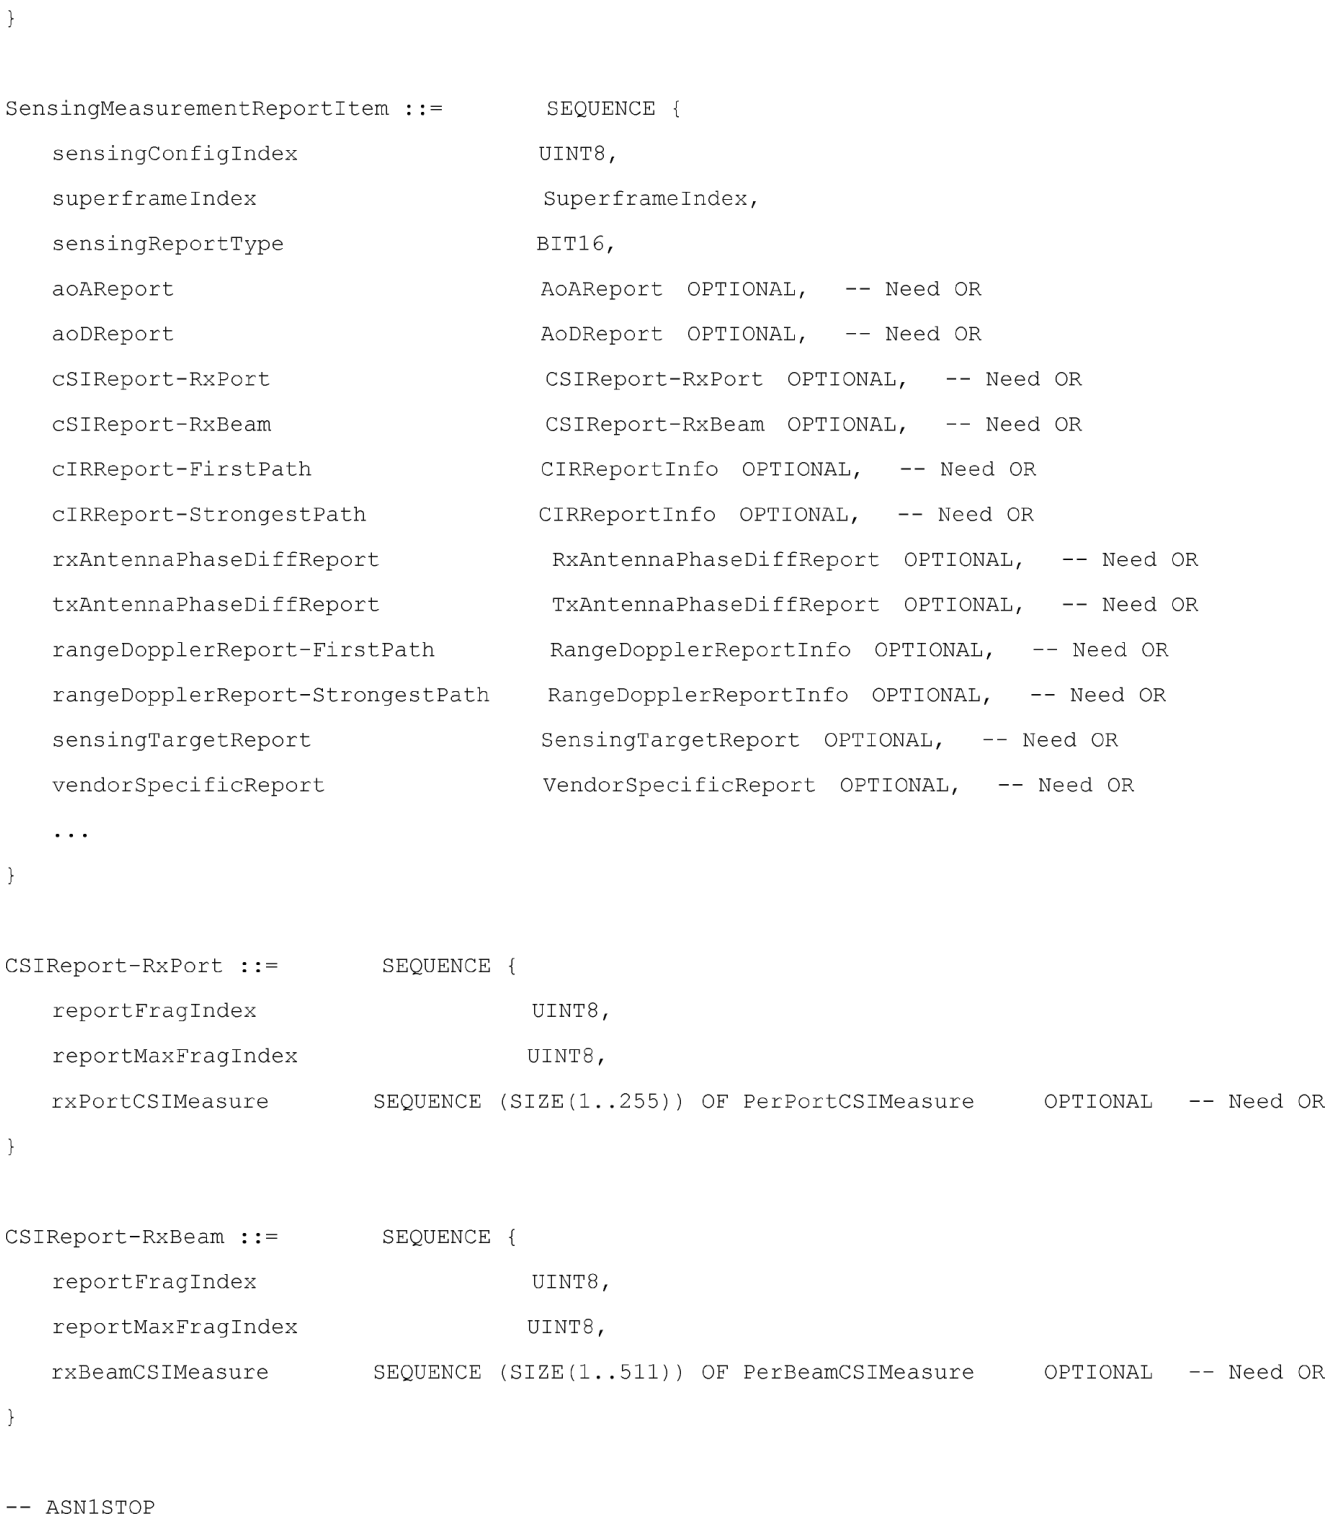 }
SensingMeasurementReportItem ::= SEQUENCE {
sensingConfigIndex UINT8,
superframeIndex SuperframeIndex,
sensingReportType BIT16,
aoAReport AoAReport OPTIONAL, -- Need OR
aoDReport AoDReport OPTIONAL, -- Need OR
cSIReport-RxPort CSIReport-RxPort OPTIONAL, -- Need OR
cSIReport-RxBeam CSIReport-RxBeam OPTIONAL, -- Need OR
cIRReport-FirstPath CIRReportInfo OPTIONAL, -- Need OR
cIRReport-StrongestPath CIRReportInfo OPTIONAL, -- Need OR
rxAntennaPhaseDiffReport RxAntennaPhaseDiffReport OPTIONAL, -- Need OR
txAntennaPhaseDiffReport TxAntennaPhaseDiffReport OPTIONAL, -- Need OR
rangeDopplerReport-FirstPath RangeDopplerReportInfo OPTIONAL, -- Need OR
rangeDopplerReport-StrongestPath RangeDopplerReportInfo OPTIONAL, -- Need OR
sensingTargetReport SensingTargetReport OPTIONAL, -- Need OR
vendorSpecificReport VendorSpecificReport OPTIONAL, -- Need OR
...
}
CSIReport-RxPort ::= SEQUENCE {
reportFragIndex UINT8,
reportMaxFragIndex UINT8,
rxPortCSIMeasure SEQUENCE (SIZE(1..255)) OF PerPortCSIMeasure OPTIONAL -- Need OR
}
CSIReport-RxBeam ::= SEQUENCE {
reportFragIndex UINT8,
reportMaxFragIndex UINT8,
rxBeamCSIMeasure SEQUENCE (SIZE(1..511)) OF PerBeamCSIMeasure OPTIONAL -- Need OR
}
-- ASN1STOP